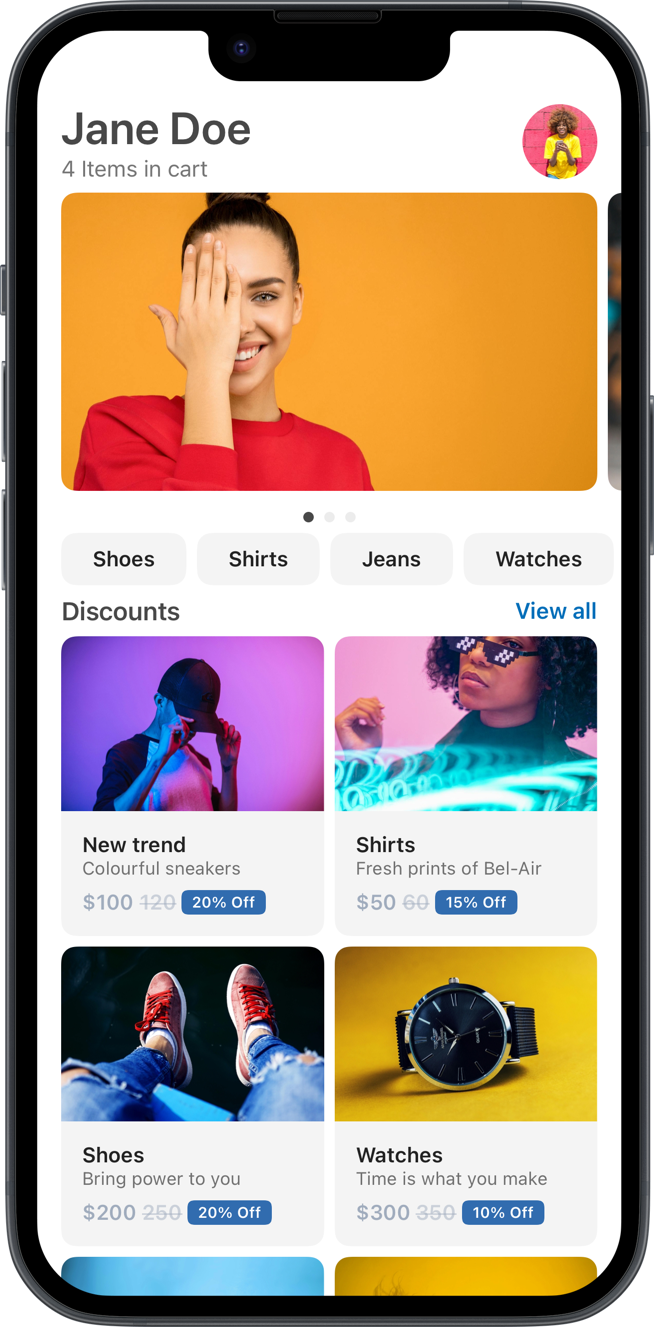 Jane Doe
4 Items in cart
Shoes
Shirts
Jeans
Watches
Discounts
View all
New trend
Colourful sneakers
$100 120 20% Off
Shirts
Fresh prints of Bel-Air
$50 60 15% Off
Shoes
Bring power to you
$200 250 20% Off
Watches
Time is what you make
$300 350 10% Off